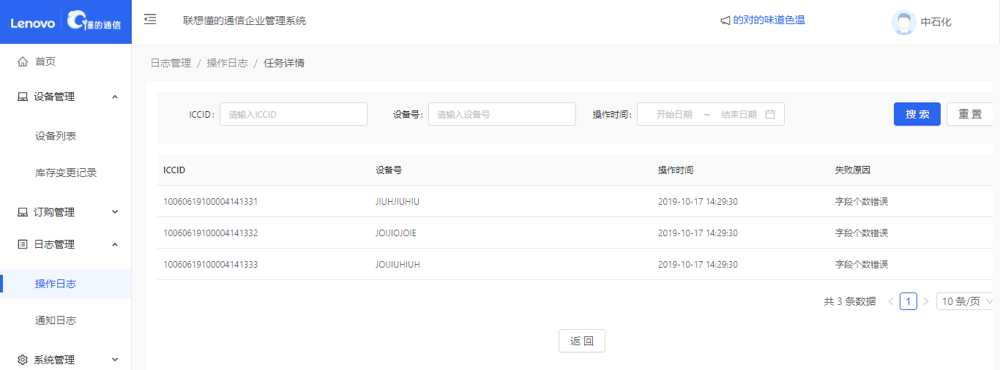 Lenovo 懂的通信
联想懂的通信企业管理系统
的对的味道色温
中石化
首页
设备管理
设备列表
库存变更记录
订购管理
日志管理
操作日志
通知日志
系统管理
日志管理 / 操作日志 / 任务详情
ICCID: 请输入ICCID 设备号: 请输入设备号 操作时间: 开始日期 ~ 结束日期 搜 索 重 置
ICCID 设备号 操作时间 失败原因
10060619100004141331 JIUHJIUHIU 2019-10-17 14:29:30 字段个数错误
10060619100004141332 JOIJIOJOIE 2019-10-17 14:29:30 字段个数错误
10060619100004141333 JOIJIUHIUH 2019-10-17 14:29:30 字段个数错误
共 3 条数据 < 1 > 10 条/页
返 回